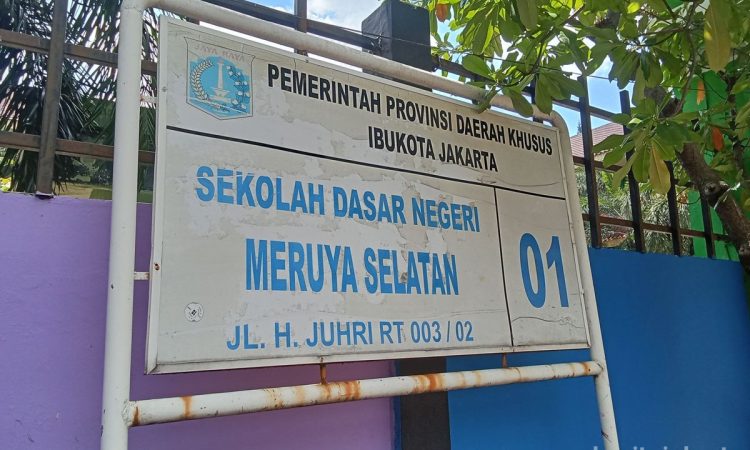 JAYA RAYA
PEMERINTAH PROVINSI DAERAH KHUSUS
IBUKOTA JAKARTA
SEKOLAH DASAR NEGERI
MERUYA SELATAN
01
JL. H. JUHRI RT 003 / 02